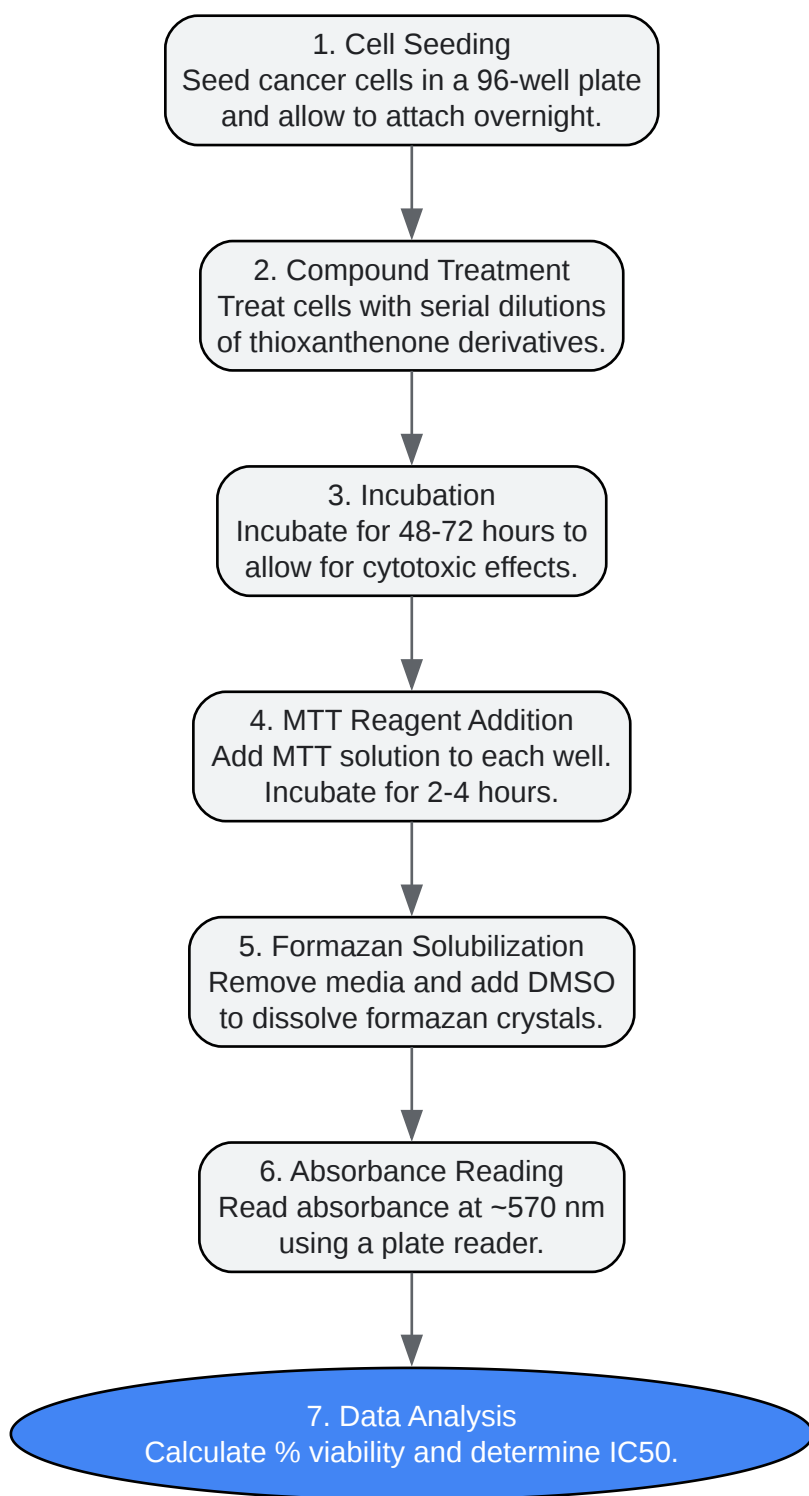 1. Cell Seeding
Seed cancer cells in a 96-well plate
and allow to attach overnight.
2. Compound Treatment
Treat cells with serial dilutions
of thioxanthenone derivatives.
3. Incubation
Incubate for 48-72 hours to
allow for cytotoxic effects.
4. MTT Reagent Addition
Add MTT solution to each well.
Incubate for 2-4 hours.
5. Formazan Solubilization
Remove media and add DMSO
to dissolve formazan crystals.
6. Absorbance Reading
Read absorbance at ~570 nm
using a plate reader.
7. Data Analysis
Calculate % viability and determine IC50.